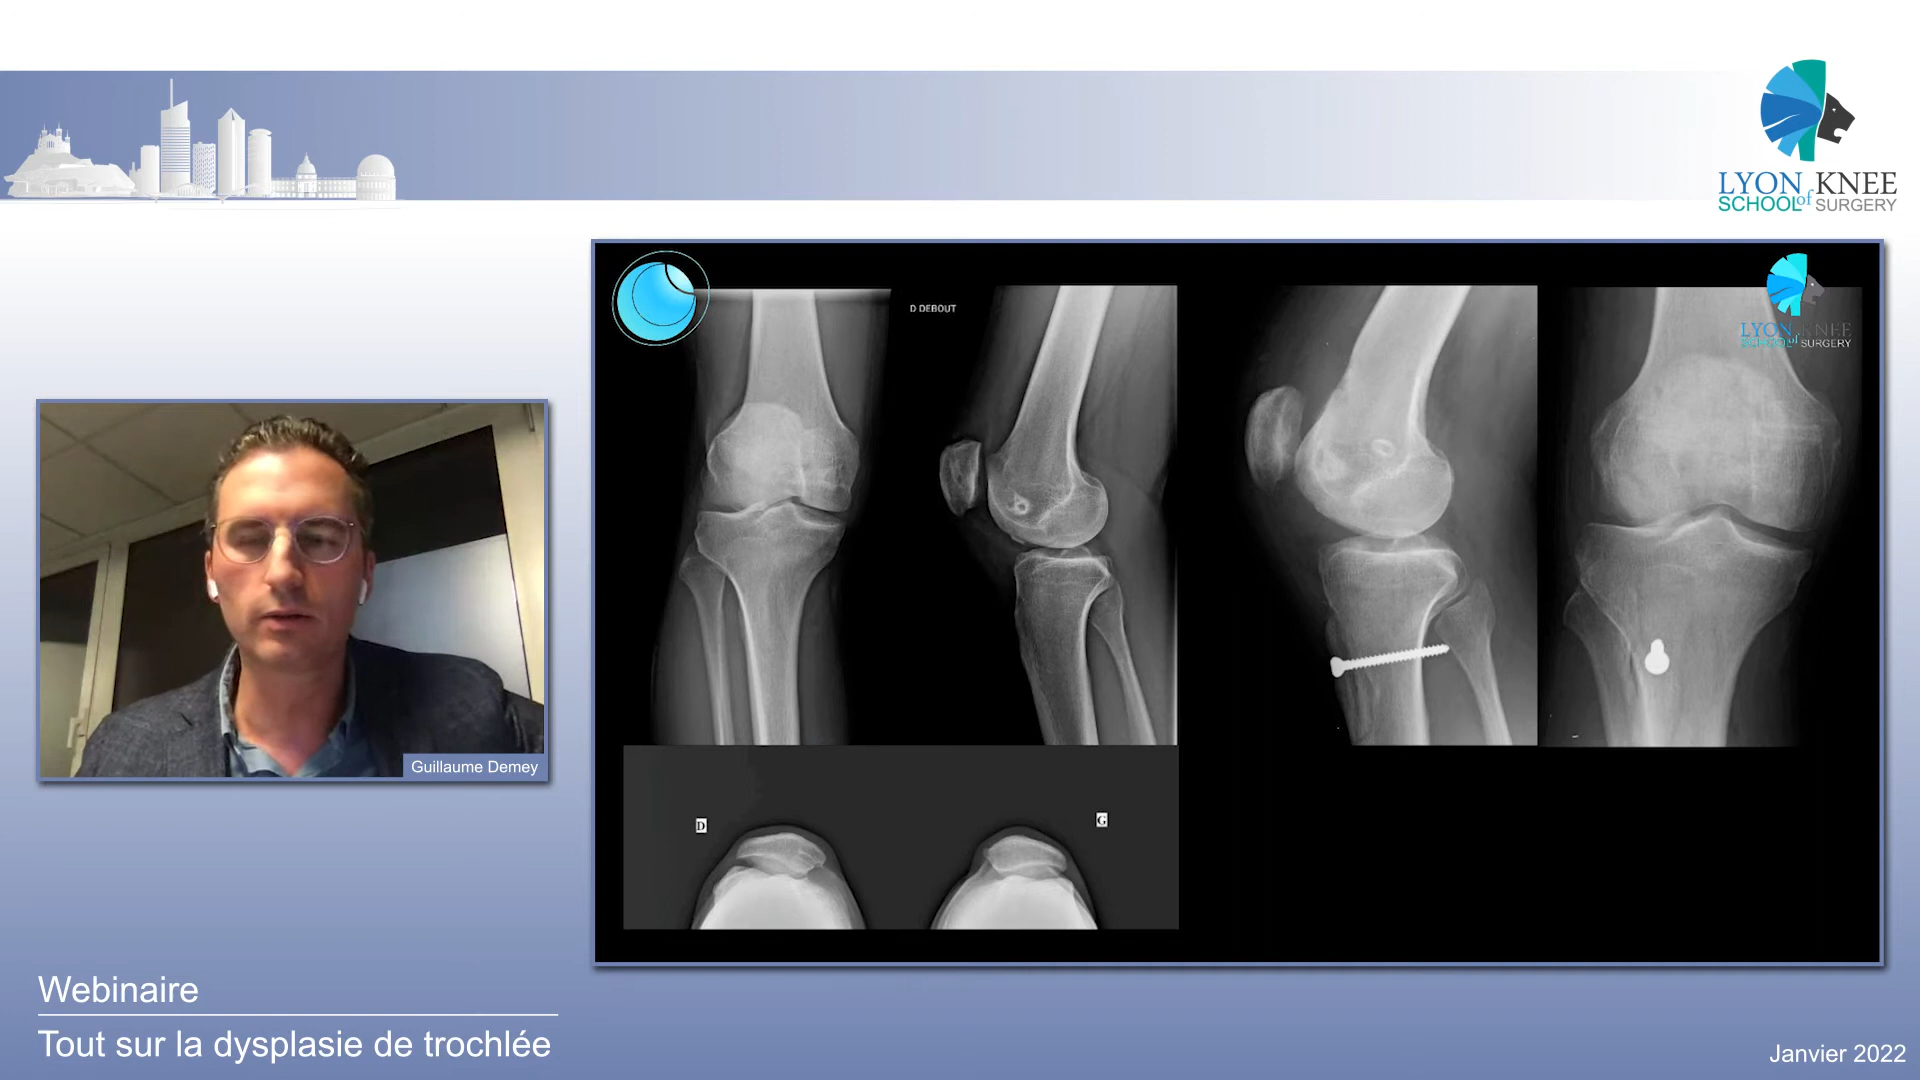 LYON KNEE
SCHOOL of SURGERY
D DEBOUT
LYON KNEE
SCHOOL of SURGERY
Guillaume Demey
D
G
Webinaire
Tout sur la dysplasie de trochlée
Janvier 2022